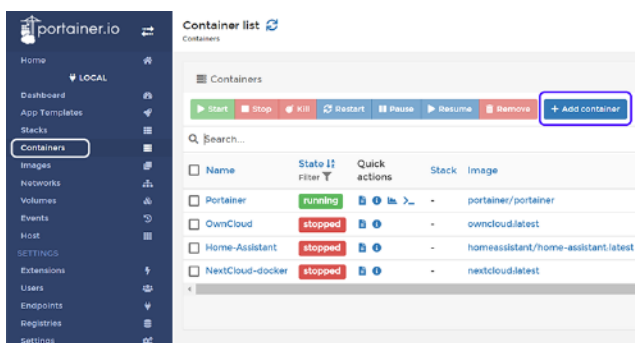 portainer.io
Home
LOCAL
Dashboard
App Templates
Stacks
Containers
Images
Networks
Volumes
Events
Host
SETTINGS
Extensions
Users
Endpoints
Registries
Settings
Container list
Containers
Containers
Start Stop Kill Restart Pause Resume Remove + Add container
Search...
Name State Filter Quick actions Stack Image
Portainer running - portainer/portainer
OwnCloud stopped - owncloud:latest
Home-Assistant stopped - homeassistant/home-assistant:latest
NextCloud-docker stopped - nextcloud:latest